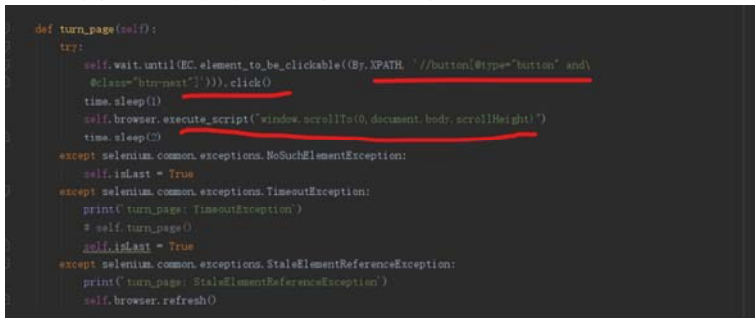 def turn_page(self):
try:
self.wait.until(EC.element_to_be_clickable((By.XPATH, '//button[@type="button" and\
@class="btn-next"]'))).click()
time.sleep(1)
self.browser.execute_script("window.scrollTo(0,document.body.scrollHeight)")
time.sleep(2)
except selenium.common.exceptions.NoSuchElementException:
self.isLast = True
except selenium.common.exceptions.TimeoutException:
print('turn_page: TimeoutException')
# self.turn_page()
self.isLast = True
except selenium.common.exceptions.StaleElementReferenceException:
print('turn_page: StaleElementReferenceException')
self.browser.refresh()